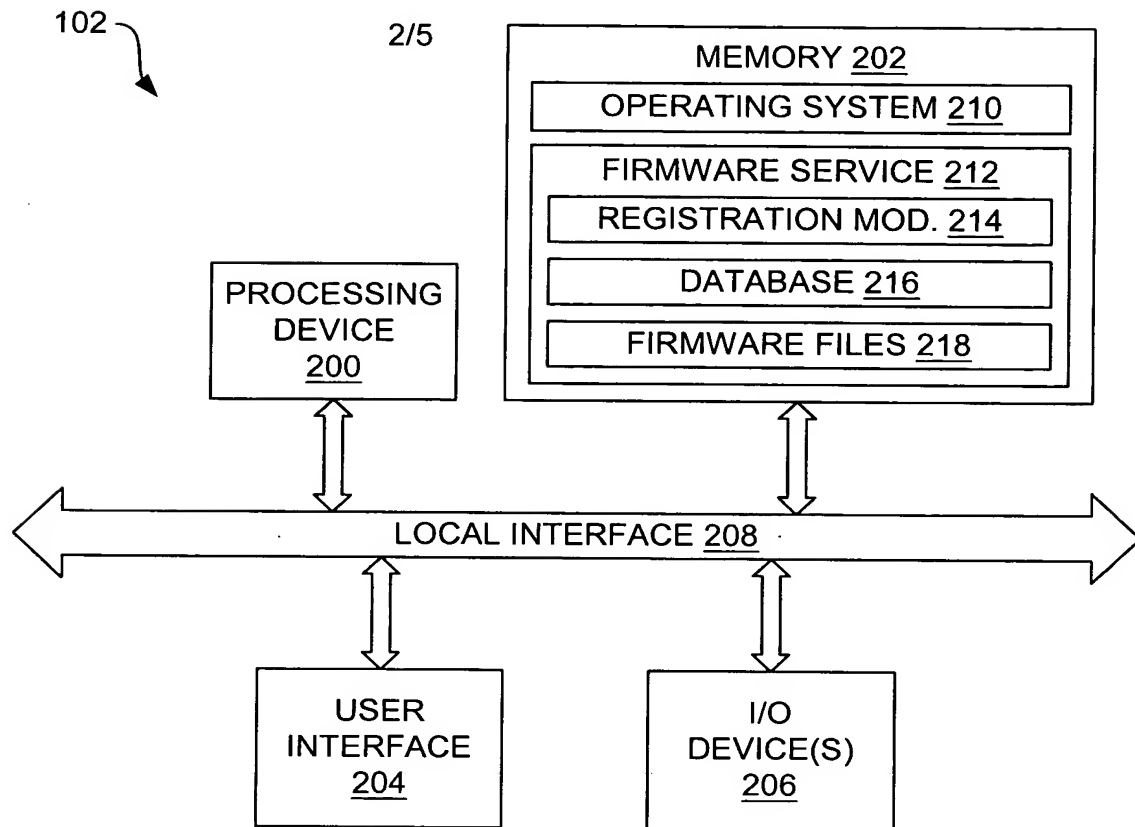 102
2/5
MEMORY 202
OPERATING SYSTEM 210
FIRMWARE SERVICE 212
REGISTRATION MOD. 214
DATABASE 216
FIRMWARE FILES 218
PROCESSING
DEVICE
200
LOCAL INTERFACE 208
USER
INTERFACE
204
I/O
DEVICE(S)
206